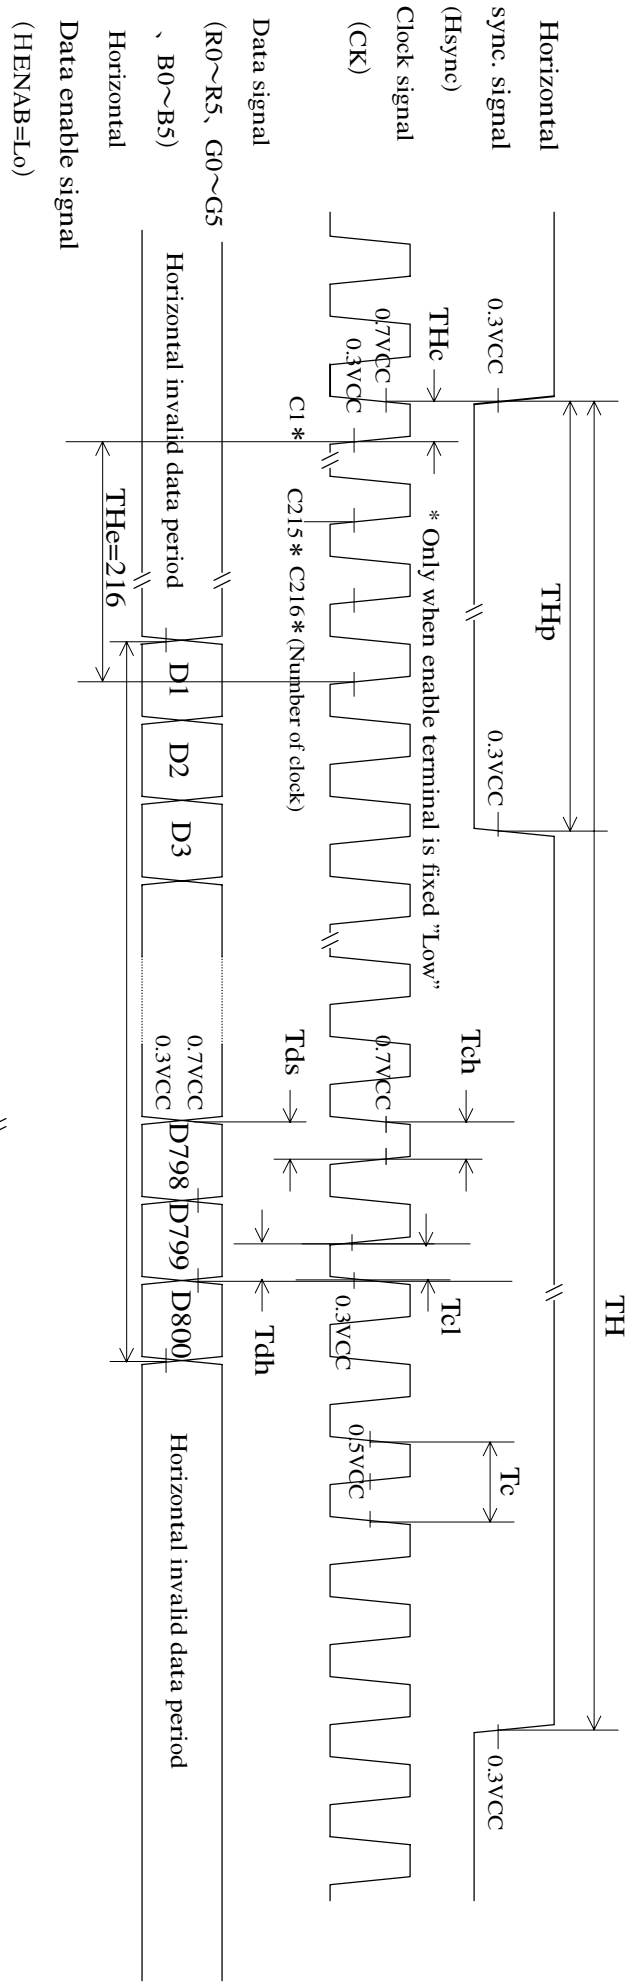 TH
Horizontal
sync. signal
(Hsync)
THp
0.3VCC
0.3VCC
0.3VCC
THc
* Only when enable terminal is fixed ”Low”
Tch
Tcl
Tc
Clock signal
(CK)
0.7VCC
0.3VCC
0.7VCC
0.3VCC
0.5VCC
C1*
C215* C216*(Number of clock)
Tds
Tdh
Data signal
(R0〜R5、G0〜G5
、B0〜B5)
Horizontal invalid data period
D1
D2
D3
0.7VCC
0.3VCC
D798
D799
D800
Horizontal invalid data period
THe=216
Horizontal
Data enable signal
(HENAB=Lo)